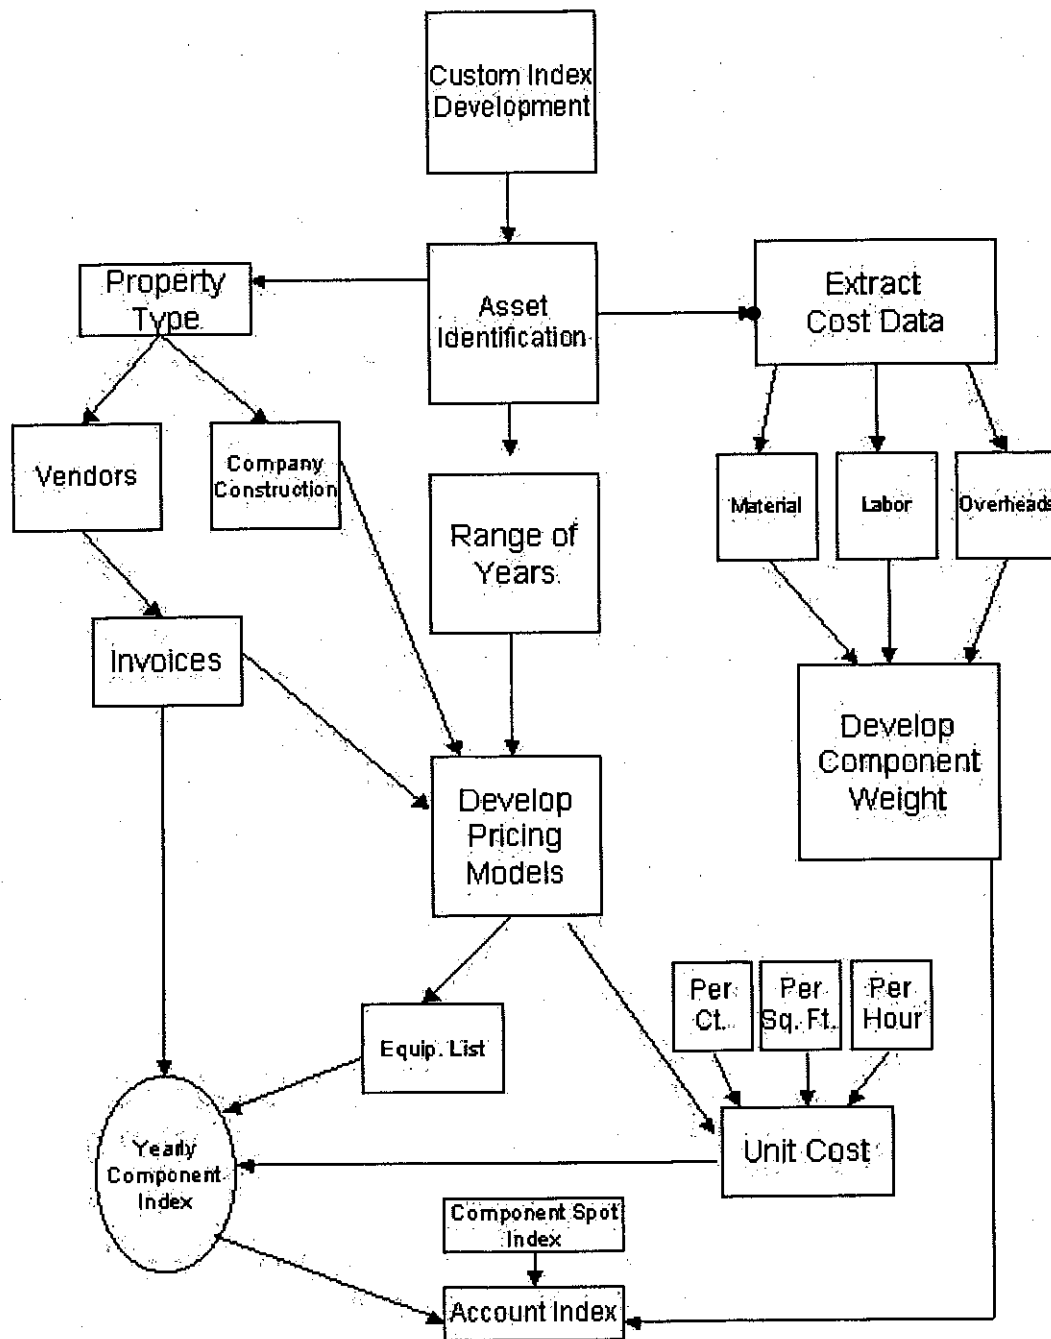 Custom Index
Development
Property
Type
Asset
Identification
Extract
Cost Data
Vendors
Company
Construction
Range of
Years
Material
Labor
Overheads
Invoices
Develop
Pricing
Models
Develop
Component
Weight
Per
Ct.
Per
Sq. Ft.
Per
Hour
Equip. List
Unit Cost
Yearly
Component
Index
Component Spot
Index
Account Index